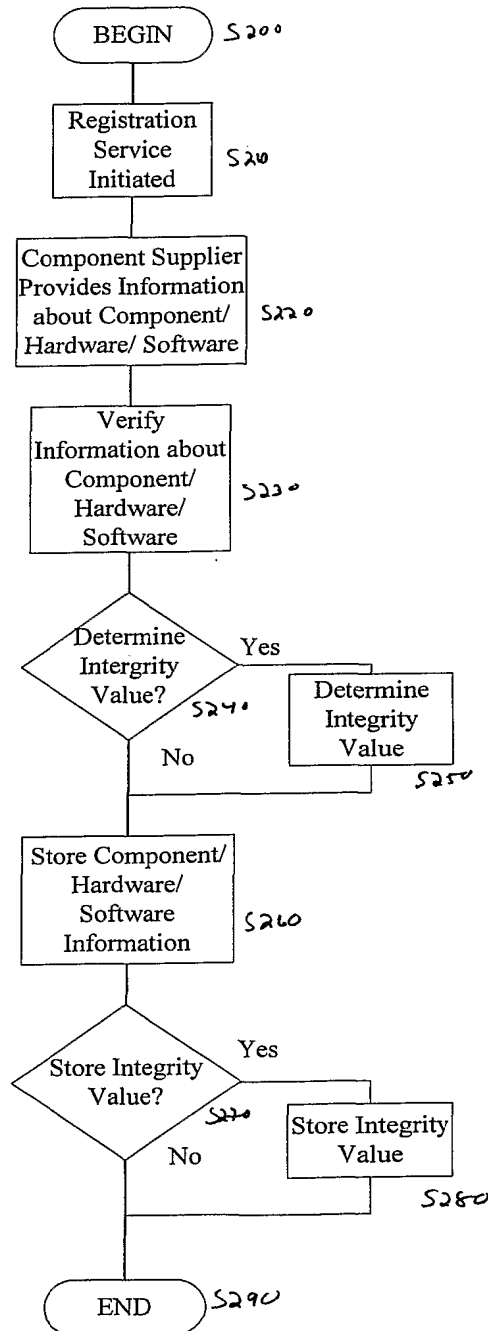 BEGIN
S200
Registration
Service
Initiated
S210
Component Supplier
Provides Information
about Component/
Hardware/ Software
S220
Verify
Information about
Component/
Hardware/
Software
S230
Determine
Intergrity
Value?
S240
Yes
No
Determine
Integrity
Value
S250
Store Component/
Hardware/
Software
Information
S260
Store Integrity
Value?
S270
Yes
No
Store Integrity
Value
S280
END
S290